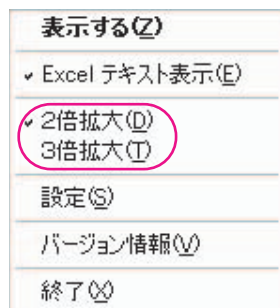 表示する(Z)
Excel テキスト表示(E)
2倍拡大(D)
3倍拡大(T)
設定(S)
バージョン情報(V)
終了(X)